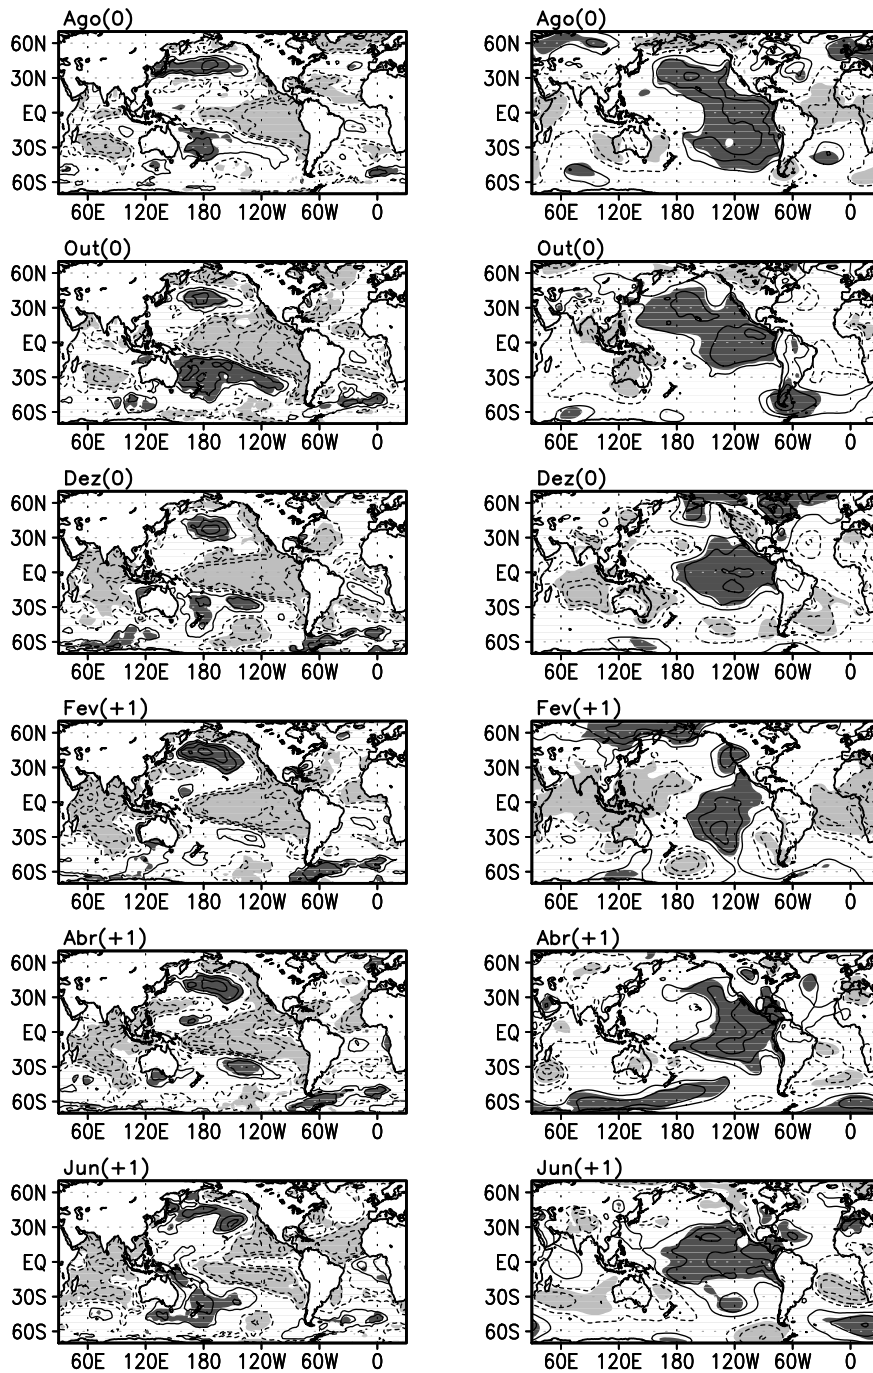 Ago(0) Ago(0)
60N 60N
30N 30N
EQ EQ
30S 30S
60S 60S
60E 120E 180 120W 60W 0 60E 120E 180 120W 60W 0
Out(0) Out(0)
60N 60N
30N 30N
EQ EQ
30S 30S
60S 60S
60E 120E 180 120W 60W 0 60E 120E 180 120W 60W 0
Dez(0) Dez(0)
60N 60N
30N 30N
EQ EQ
30S 30S
60S 60S
60E 120E 180 120W 60W 0 60E 120E 180 120W 60W 0
Fev(+1) Fev(+1)
60N 60N
30N 30N
EQ EQ
30S 30S
60S 60S
60E 120E 180 120W 60W 0 60E 120E 180 120W 60W 0
Abr(+1) Abr(+1)
60N 60N
30N 30N
EQ EQ
30S 30S
60S 60S
60E 120E 180 120W 60W 0 60E 120E 180 120W 60W 0
Jun(+1) Jun(+1)
60N 60N
30N 30N
EQ EQ
30S 30S
60S 60S
60E 120E 180 120W 60W 0 60E 120E 180 120W 60W 0